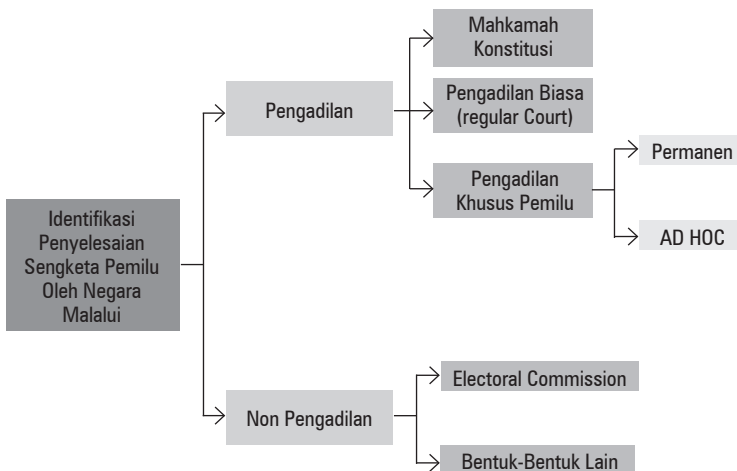 Identifikasi
Penyelesaian
Sengketa Pemilu
Oleh Negara
Malalui
Pengadilan
Mahkamah
Konstitusi
Pengadilan Biasa
(regular Court)
Pengadilan
Khusus Pemilu
Permanen
AD HOC
Non Pengadilan
Electoral Commission
Bentuk-Bentuk Lain